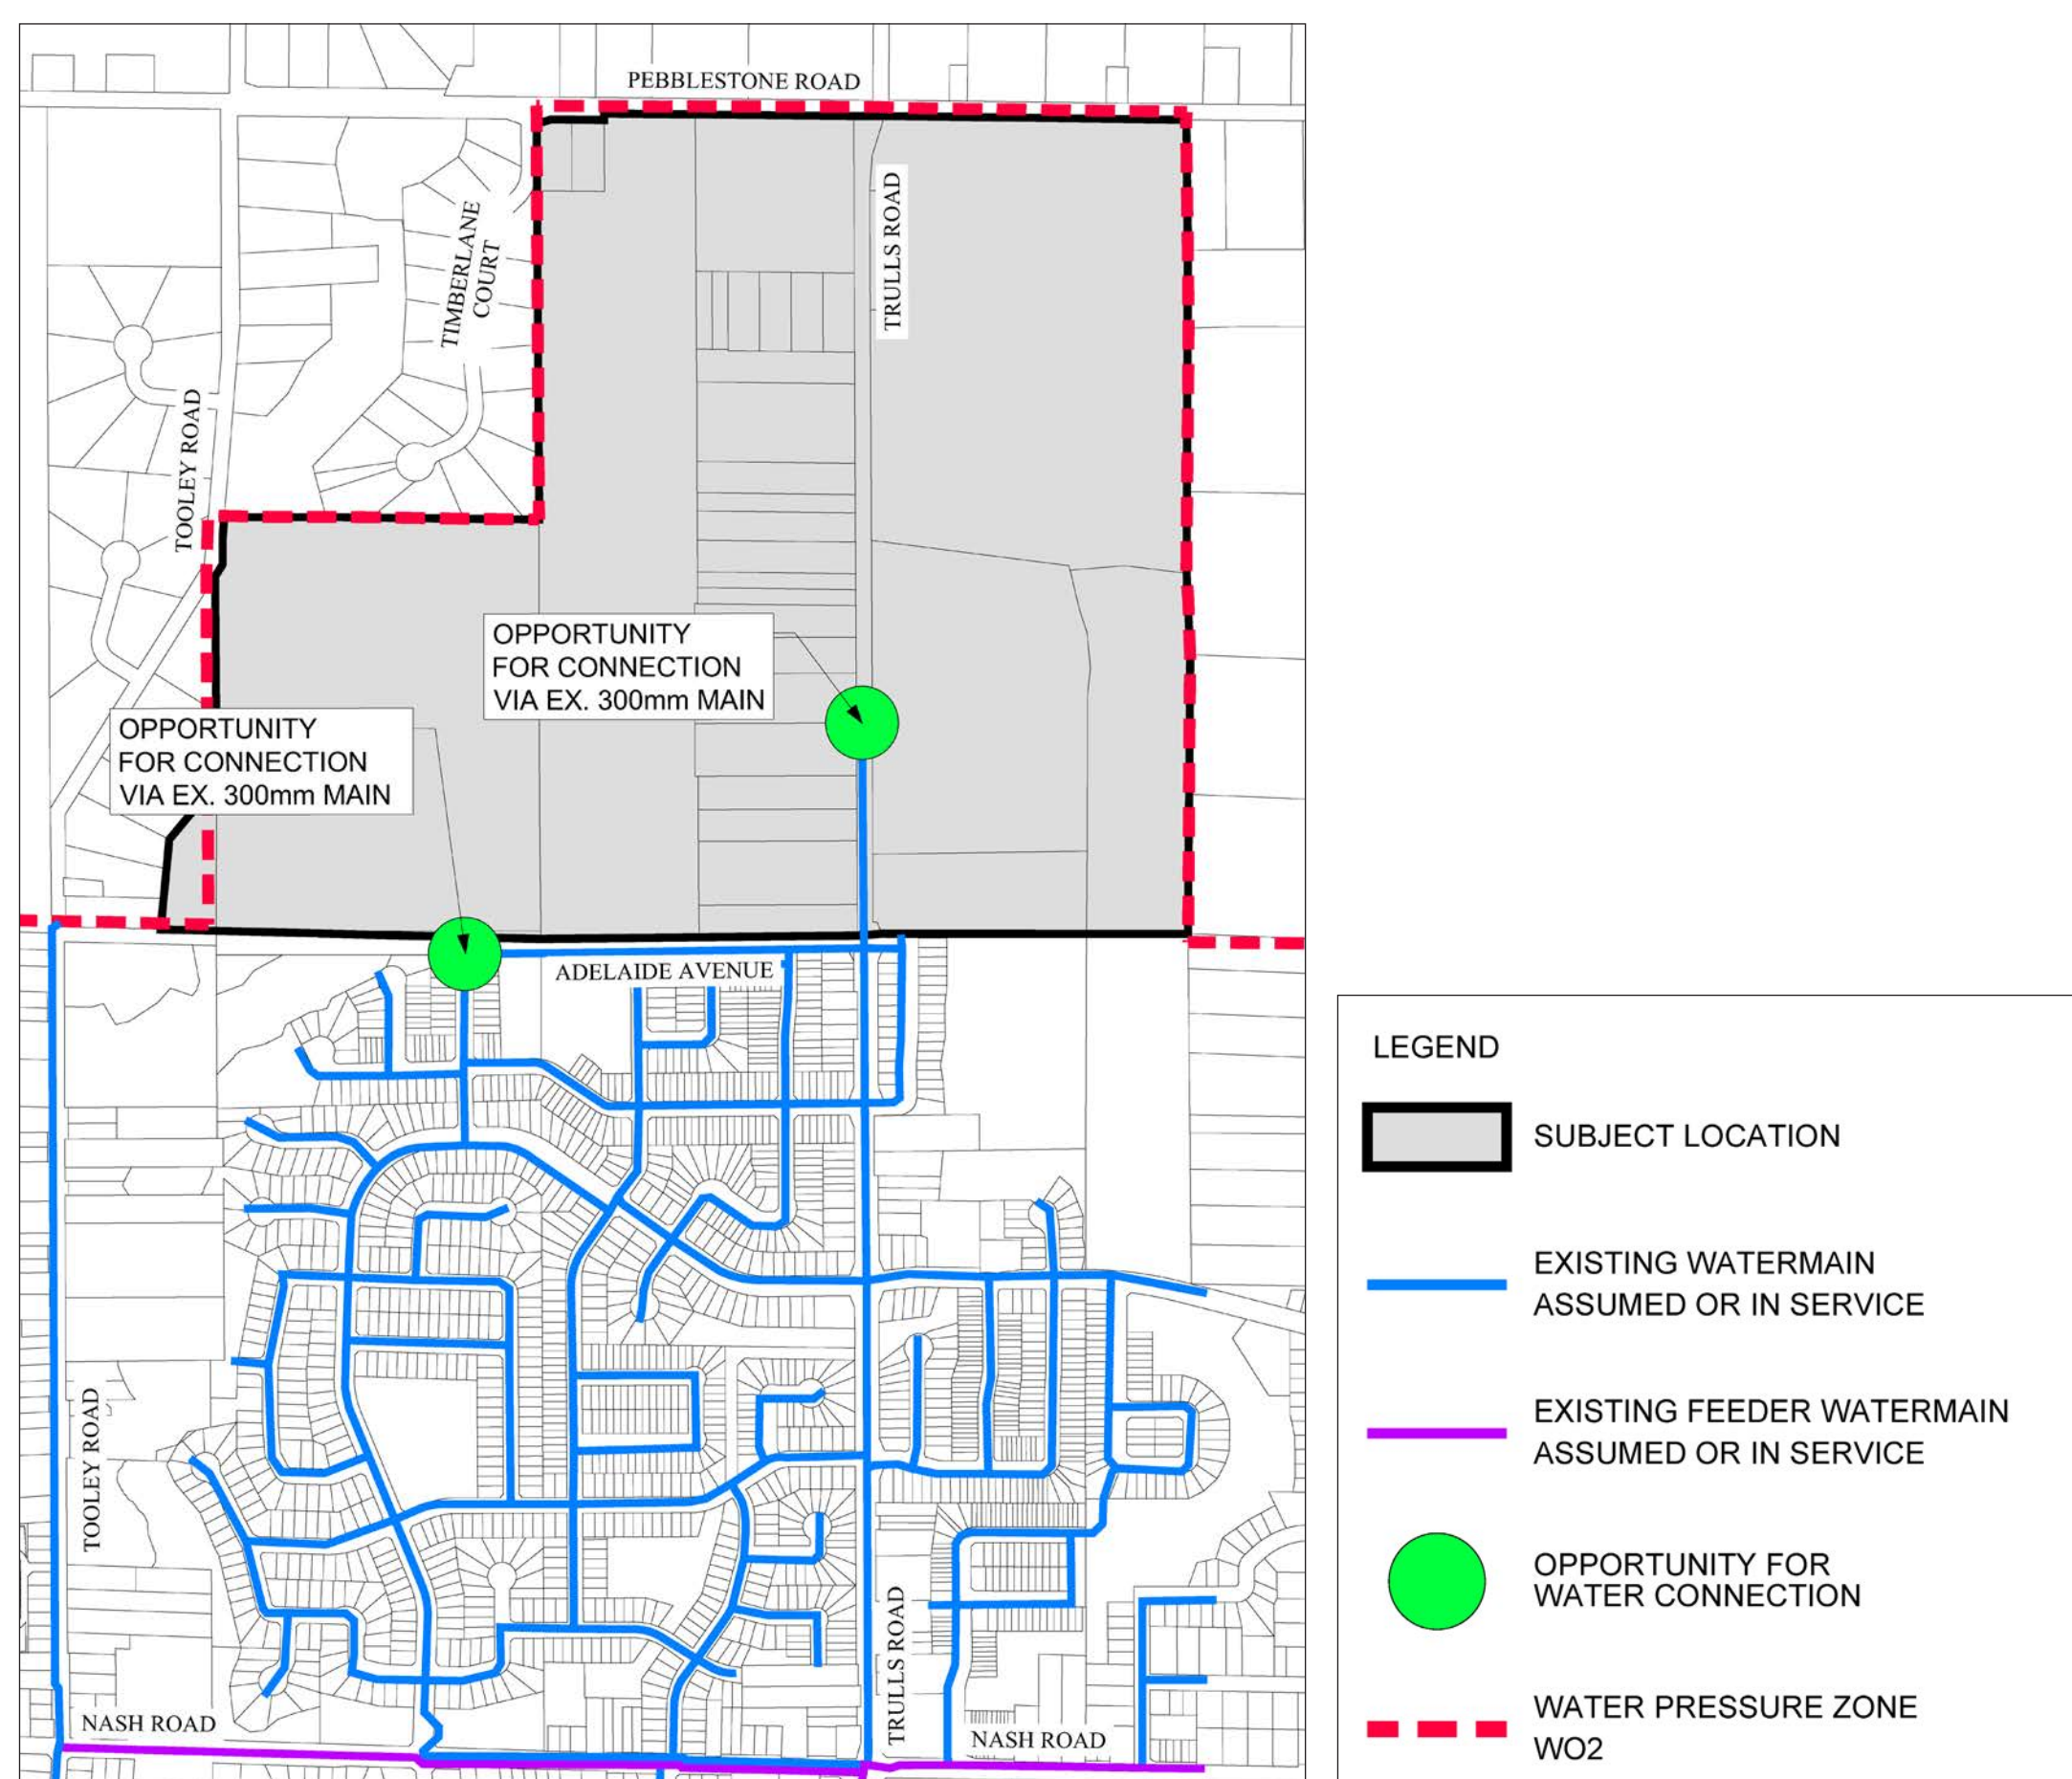 PEBBLESTONE ROAD
TRULLS ROAD
TIMBERLANE
COURT
TOOLEY ROAD
OPPORTUNITY
FOR CONNECTION
VIA EX. 300mm MAIN
OPPORTUNITY
FOR CONNECTION
VIA EX. 300mm MAIN
ADELAIDE AVENUE
TOOLEY ROAD
TRULLS ROAD
NASH ROAD
NASH ROAD
LEGEND
SUBJECT LOCATION
EXISTING WATERMAIN
ASSUMED OR IN SERVICE
EXISTING FEEDER WATERMAIN
ASSUMED OR IN SERVICE
OPPORTUNITY FOR
WATER CONNECTION
WATER PRESSURE ZONE
WO2